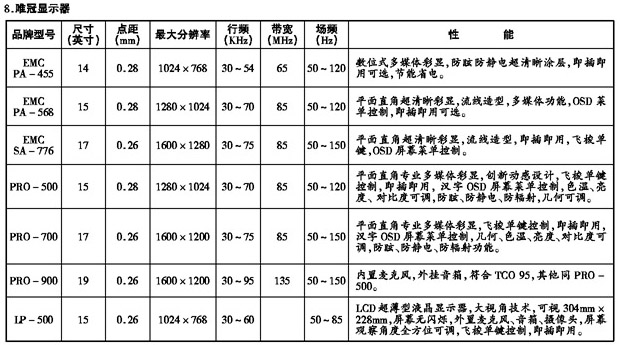 8.唯冠显示器
品牌型号 尺寸(英寸) 点距(mm) 最大分辨率 行频(KHz) 带宽(MHz) 场频(Hz) 性 能
EMC PA-455 14 0.28 1024×768 30~54 65 50~120 数位式多媒体彩显,防眩防静电超清晰涂层,即插即
用可选,节能省电。
EMC PA-568 15 0.28 1280×1024 30~70 85 50~120 平面直角超清晰彩显,流线造型,多媒体功能,OSD菜
单控制,即插即用可选。
EMC SA-776 17 0.26 1600×1280 30~75 85 50~150 平面直角超清晰彩显,流线造型,即插即用,飞梭单
键,OSD屏幕菜单控制。
PRO-500 15 0.28 1280×1024 30~70 85 50~120 平面直角专业多媒体彩显,创新动感设计,飞梭单键
控制,即插即用,汉字OSD屏幕菜单控制,色温、亮
度、对比度可调,防眩、防静电、防辐射,几何可调。
PRO-700 17 0.26 1600×1200 30~75 85 50~150 平面直角专业多媒体彩显,飞梭单键控制,即插即用,
汉字OSD屏幕菜单控制,几何、色温、亮度、对比度可
调,防眩、防静电、防辐射功能。
PRO-900 19 0.26 1600×1200 30~95 135 50~150 内置麦克风,外挂音箱,符合TCO 95,其他同PRO-
500。
LP-500 15 0.26 1024×768 30~60 50~85 LCD超薄型液晶显示器,大视角技术,可视304mm×
228mm,屏幕无闪烁,外置麦克风、音箱、摄像头,屏幕
观察角度全方位可调,飞梭单键控制,即插即用。